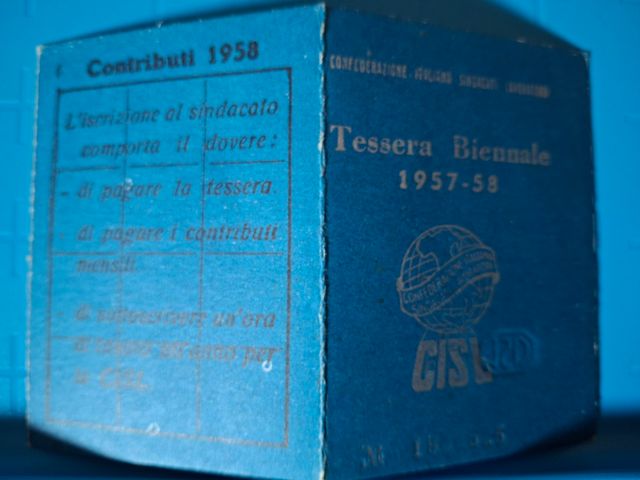 Contributi 1958
L'iscrizione al sindacato
comporta il dovere:
- di pagare la tessera.
- di pagare i contributi
mensili.
- di sottoscrivere un'ora
di lavoro all'anno per
la CISL.
CONFEDERAZIONE ITALIANA SINDACATI LAVORATORI
Tessera Biennale
1957-58
CISL